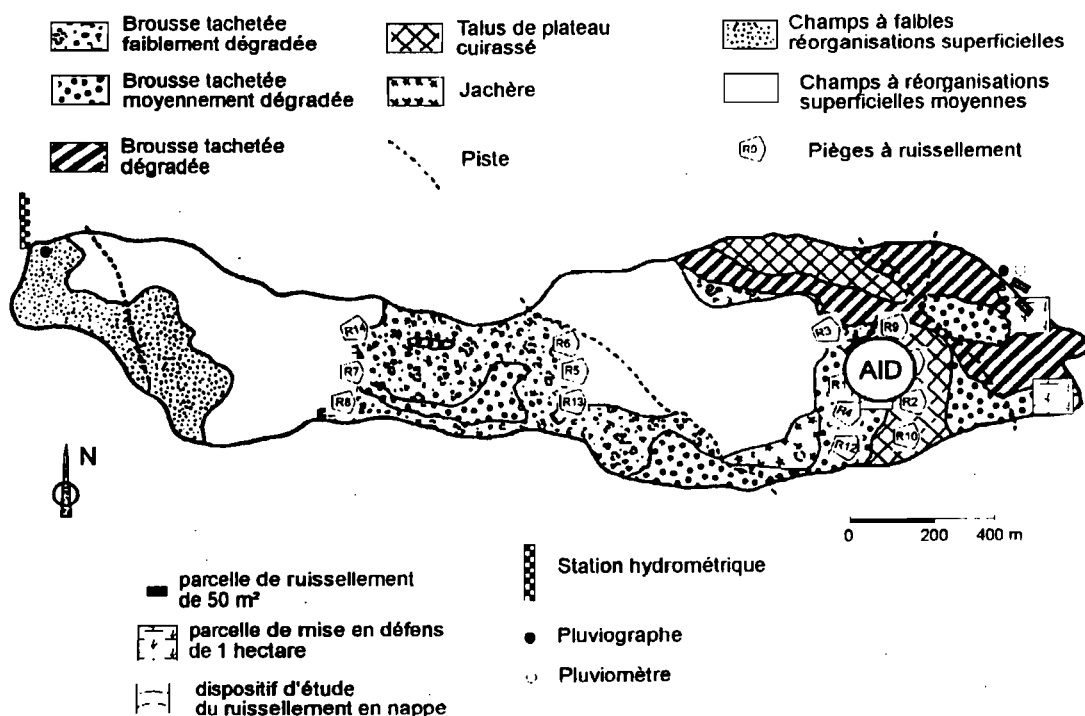 Brousse tachetée
faiblement dégradée
Brousse tachetée
moyennement dégradée
Brousse tachetée
dégradée
Talus de plateau
cuirassé
Jachère
Piste
Champs à faibles
réorganisations superficielles
Champs à réorganisations
superficielles moyennes
R9
Pièges à ruissellement
R14
R7
R8
R6
R5
R13
R3
R9
R1
AID
R4
R2
R12
R10
N
0 200 400 m
parcelle de ruissellement
de 50 m²
parcelle de mise en défens
de 1 hectare
dispositif d'étude
du ruissellement en nappe
Station hydrométrique
Pluviographe
Pluviomètre